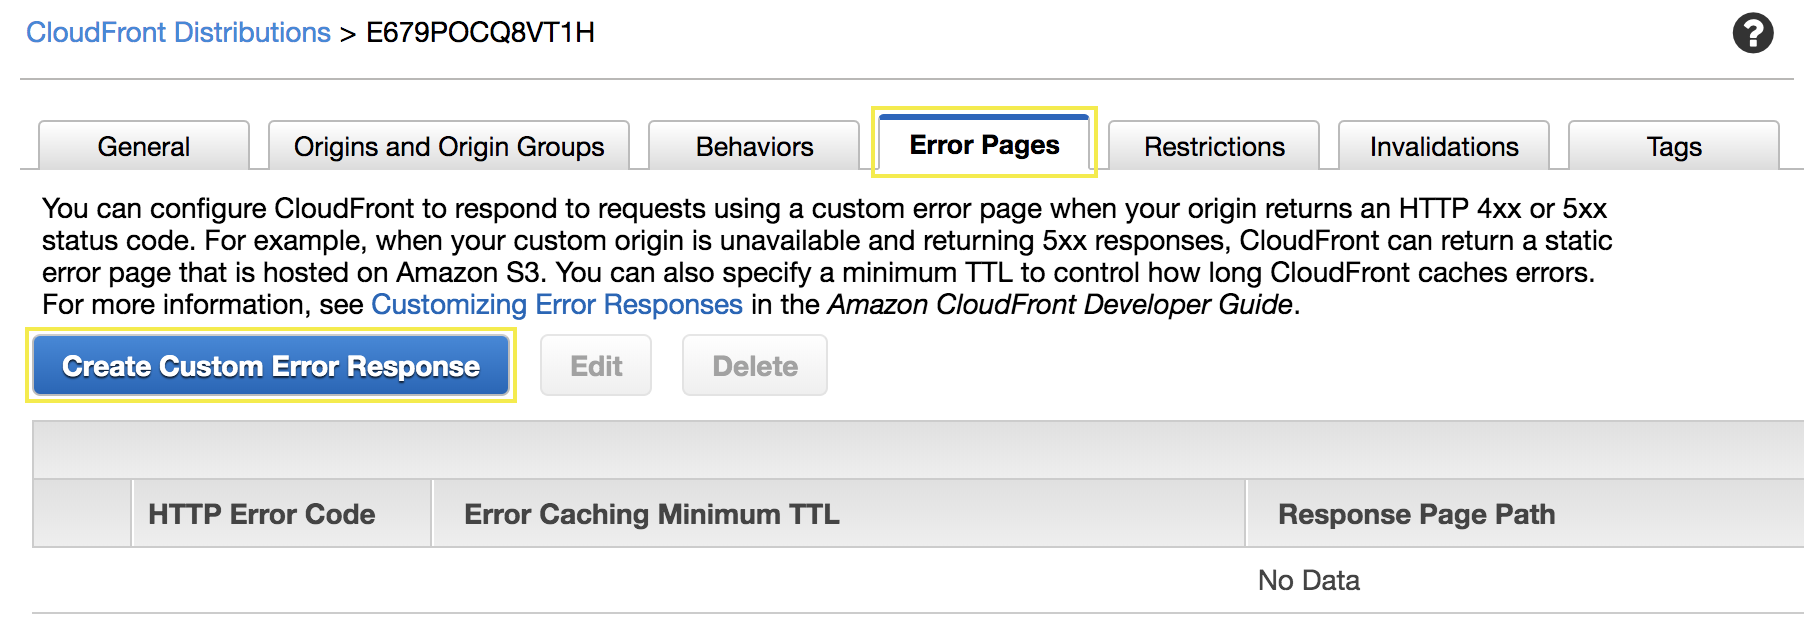 CloudFront Distributions > E679POCQ8VT1H
?
General
Origins and Origin Groups
Behaviors
Error Pages
Restrictions
Invalidations
Tags
You can configure CloudFront to respond to requests using a custom error page when your origin returns an HTTP 4xx or 5xx
status code. For example, when your custom origin is unavailable and returning 5xx responses, CloudFront can return a static
error page that is hosted on Amazon S3. You can also specify a minimum TTL to control how long CloudFront caches errors.
For more information, see Customizing Error Responses in the Amazon CloudFront Developer Guide.
Create Custom Error Response
Edit
Delete
HTTP Error Code
Error Caching Minimum TTL
Response Page Path
No Data